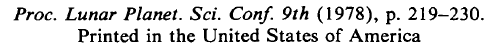 Proc. Lunar Planet. Sci. Conf. 9th (1978), p. 219–230.
Printed in the United States of America